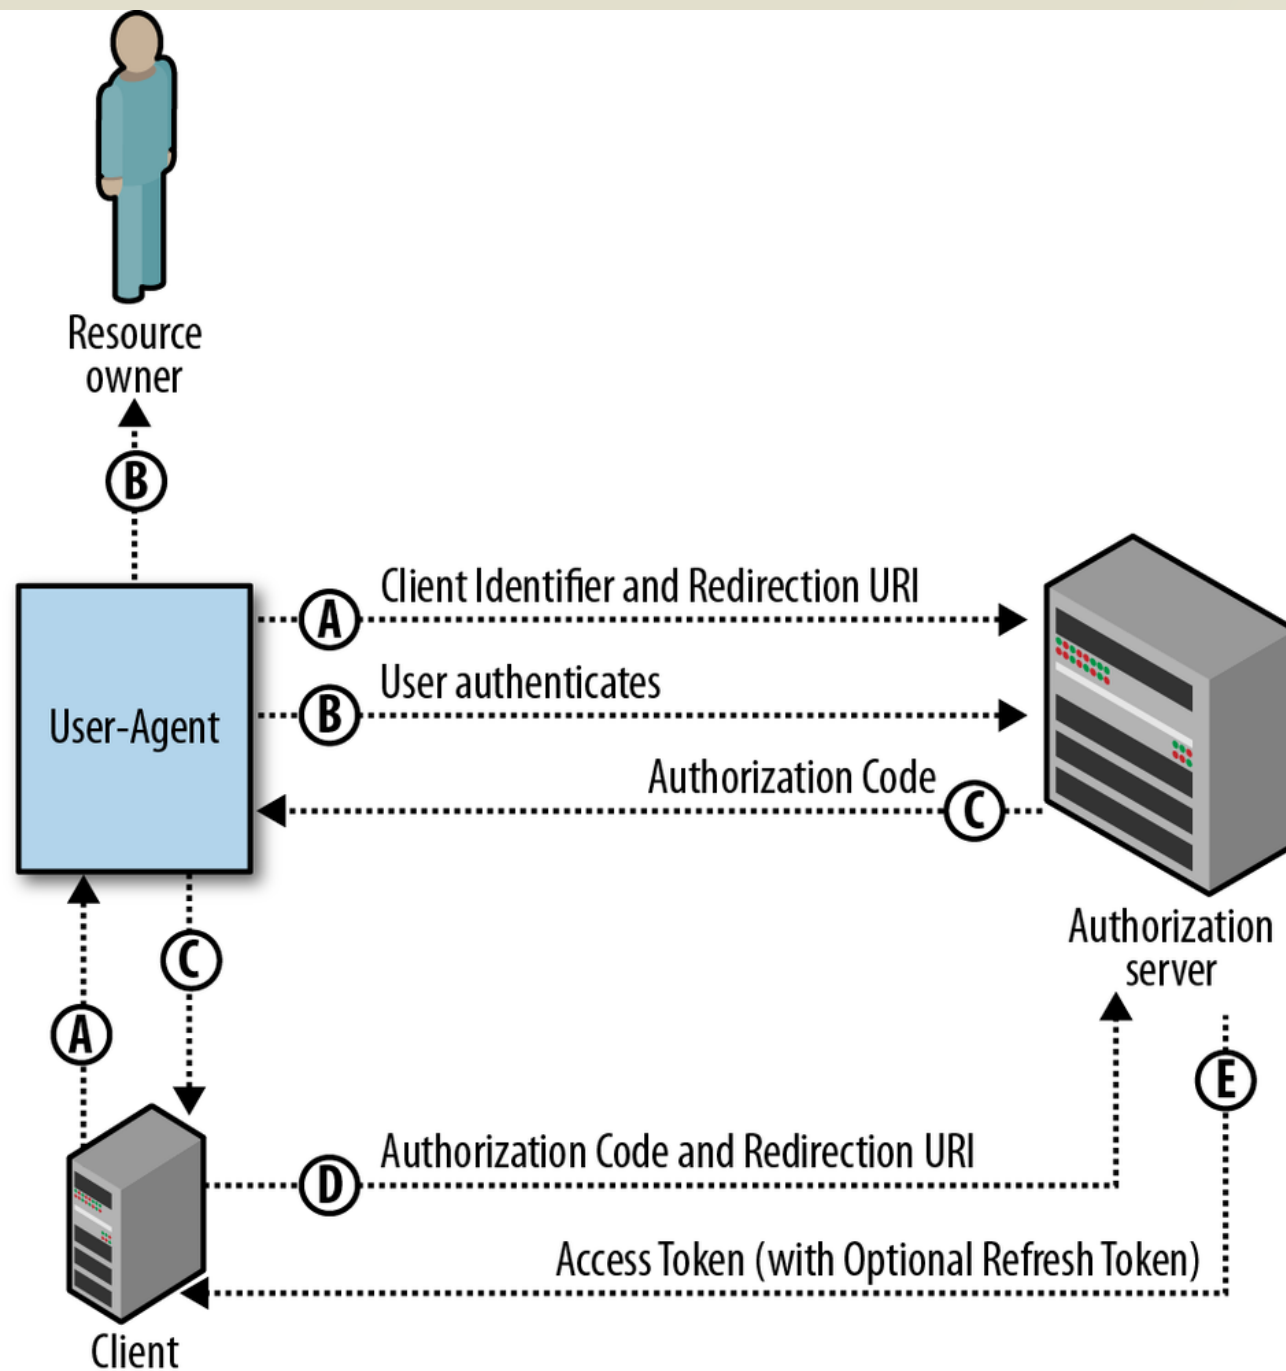 Resource
owner
B
A
Client Identifier and Redirection URI
B
User authenticates
User-Agent
Authorization Code
C
Authorization
server
C
A
E
D
Authorization Code and Redirection URI
Access Token (with Optional Refresh Token)
Client